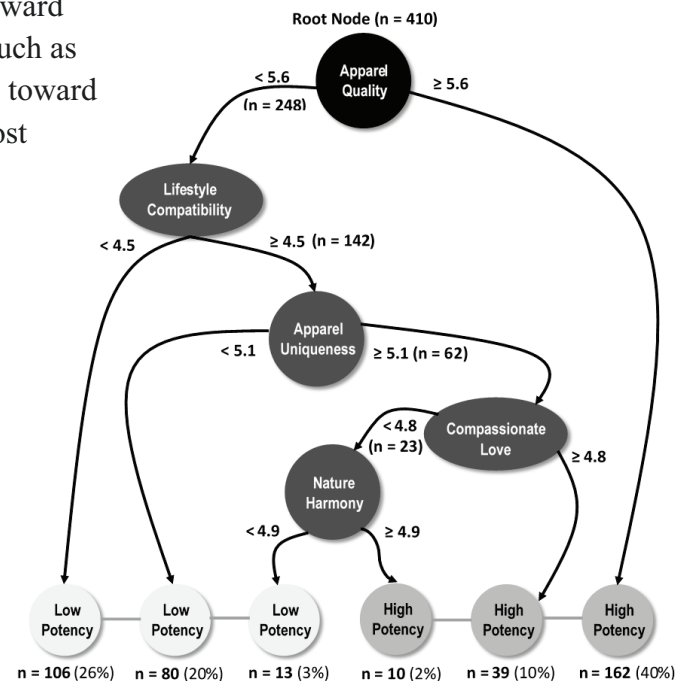 ward
uch as
toward
ost
Root Node (n = 410)
Apparel
Quality
< 5.6
(n = 248)
≥ 5.6
Lifestyle
Compatibility
< 4.5
≥ 4.5 (n = 142)
Apparel
Uniqueness
< 5.1
≥ 5.1 (n = 62)
Compassionate
Love
< 4.8
(n = 23)
≥ 4.8
Nature
Harmony
< 4.9
≥ 4.9
Low
Potency
Low
Potency
Low
Potency
High
Potency
High
Potency
High
Potency
n = 106 (26%)
n = 80 (20%)
n = 13 (3%)
n = 10 (2%)
n = 39 (10%)
n = 162 (40%)